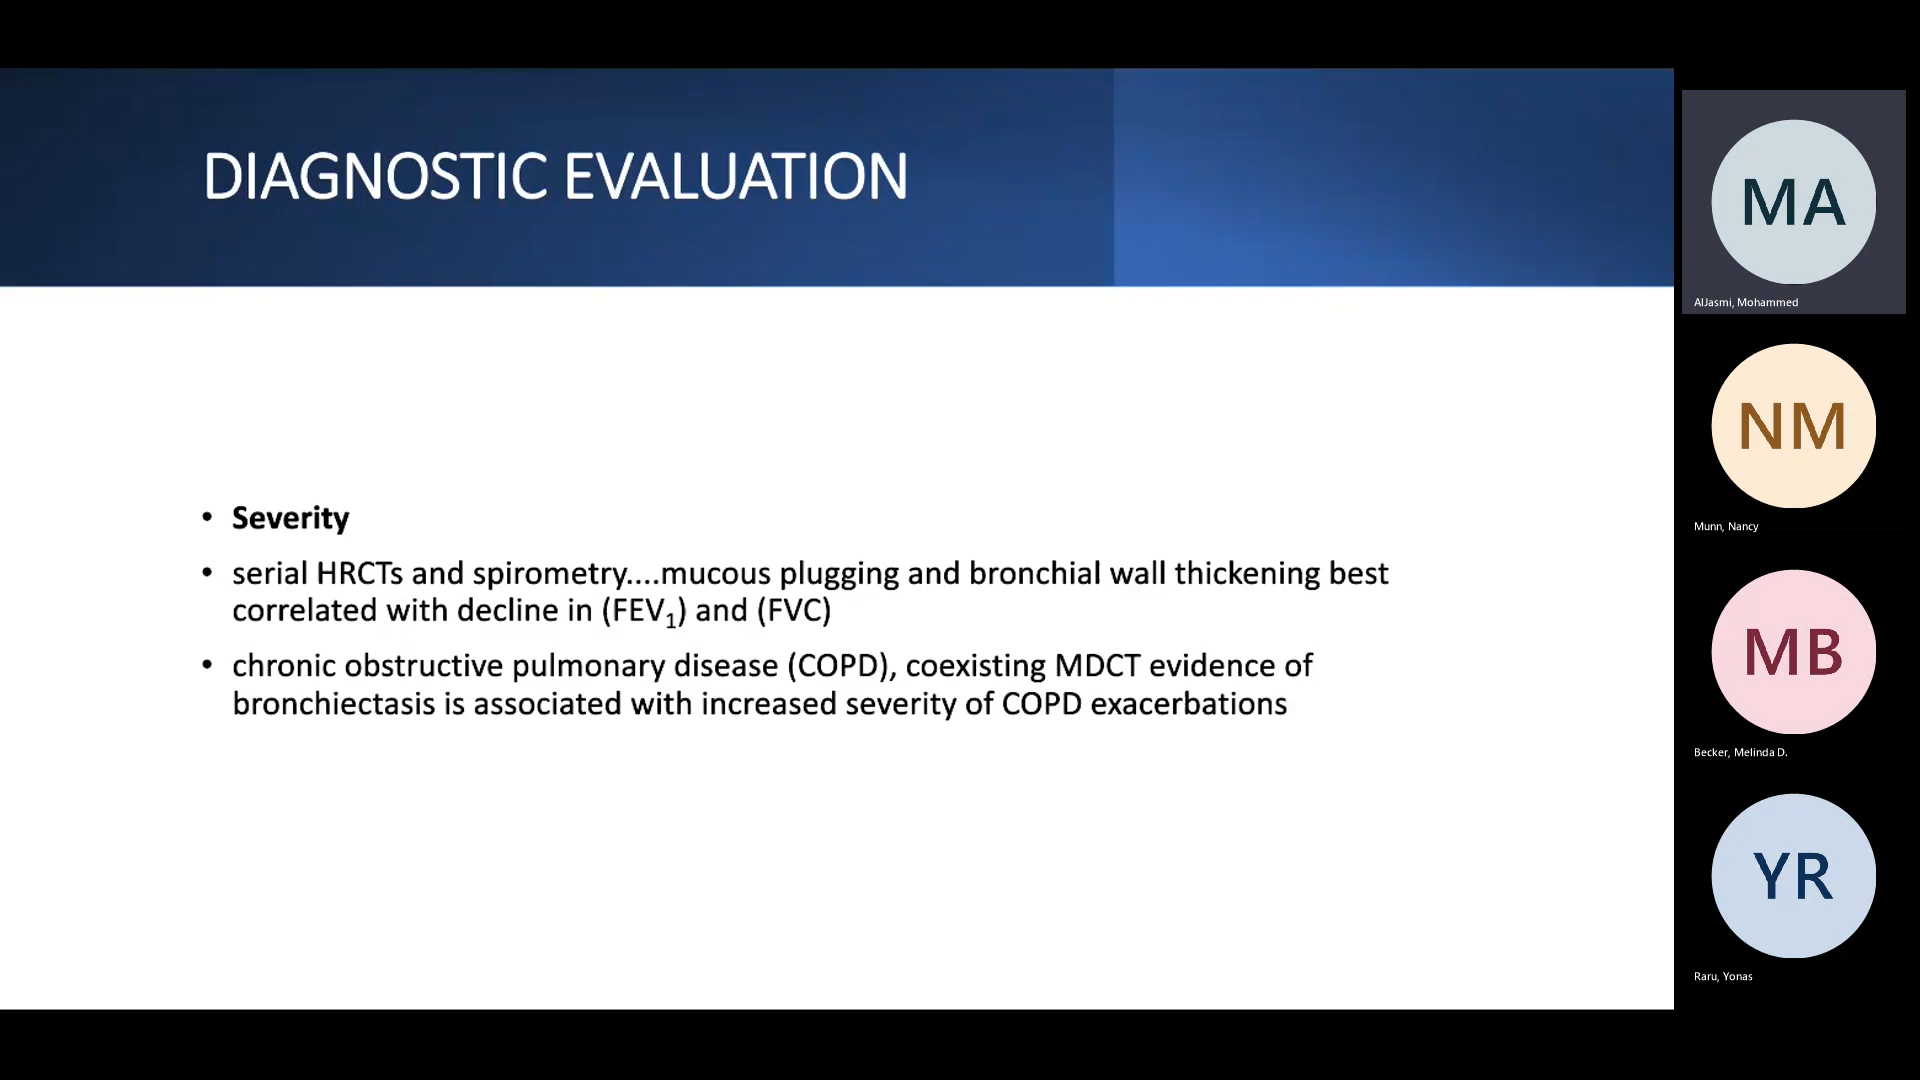 DIAGNOSTIC EVALUATION
• Severity
• serial HRCTs and spirometry....mucous plugging and bronchial wall thickening best
correlated with decline in (FEV₁) and (FVC)
• chronic obstructive pulmonary disease (COPD), coexisting MDCT evidence of
bronchiectasis is associated with increased severity of COPD exacerbations
MA
AlJasmi, Mohammed
NM
Munn, Nancy
MB
Becker, Melinda D.
YR
Raru, Yonas